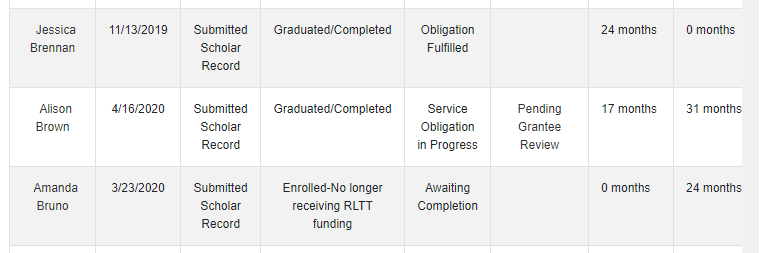 Jessica Brennan 11/13/2019 Submitted Scholar Record Graduated/Completed Obligation Fulfilled 24 months 0 months
Alison Brown 4/16/2020 Submitted Scholar Record Graduated/Completed Service Obligation in Progress Pending Grantee Review 17 months 31 months
Amanda Bruno 3/23/2020 Submitted Scholar Record Enrolled-No longer receiving RLTT funding Awaiting Completion 0 months 24 months